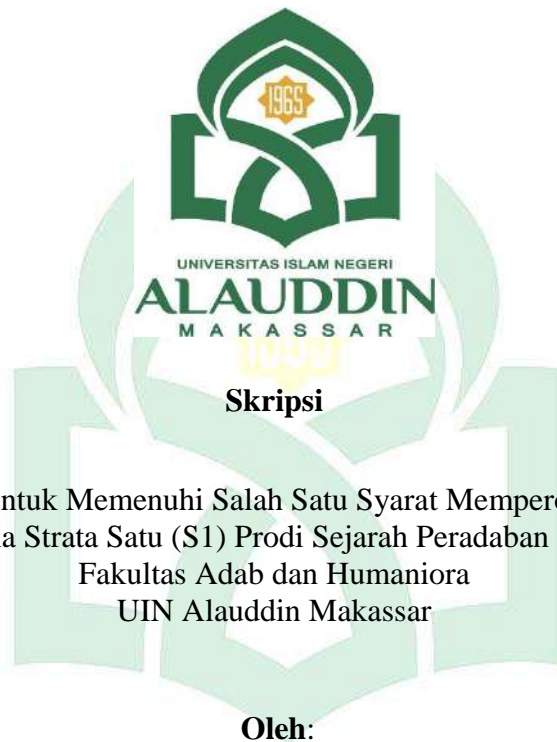 1965
UNIVERSITAS ISLAM NEGERI
ALAUDDIN
MAKASSAR
Skripsi
ntuk Memenuhi Salah Satu Syarat Mempero
a Strata Satu (S1) Prodi Sejarah Peradaban
Fakultas Adab dan Humaniora
UIN Alauddin Makassar
Oleh: